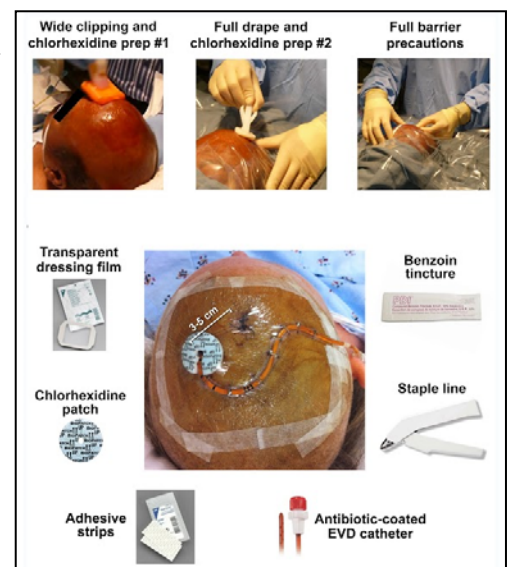 Wide clipping and
chlorhexidine prep #1
Full drape and
chlorhexidine prep #2
Full barrier
precautions
Transparent
dressing film
3-5 cm
Benzoin
tincture
PDI
Chlorhexidine
patch
Staple line
Adhesive
strips
Antibiotic-coated
EVD catheter